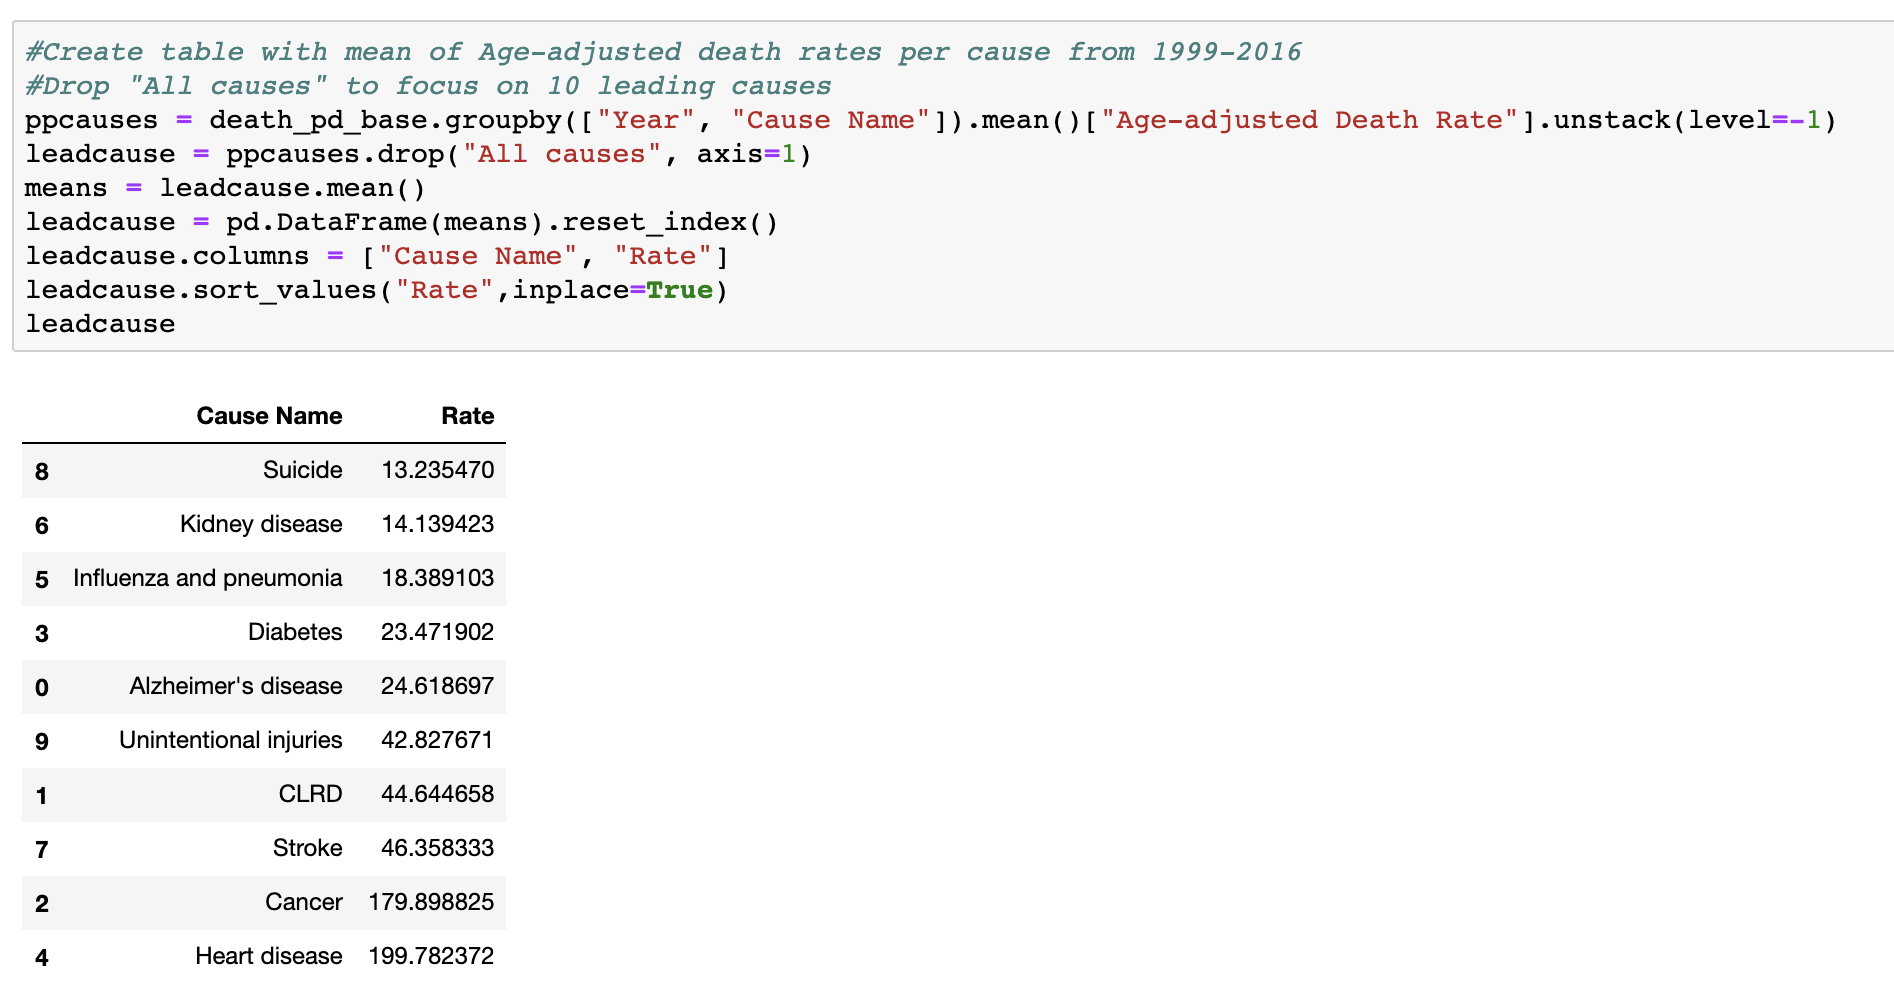 #Create table with mean of Age-adjusted death rates per cause from 1999-2016
#Drop "All causes" to focus on 10 leading causes
ppcauses = death_pd_base.groupby(["Year", "Cause Name"]).mean()["Age-adjusted Death Rate"].unstack(level=-1)
leadcause = ppcauses.drop("All causes", axis=1)
means = leadcause.mean()
leadcause = pd.DataFrame(means).reset_index()
leadcause.columns = ["Cause Name", "Rate"]
leadcause.sort_values("Rate",inplace=True)
leadcause
Cause Name Rate
8 Suicide 13.235470
6 Kidney disease 14.139423
5 Influenza and pneumonia 18.389103
3 Diabetes 23.471902
0 Alzheimer's disease 24.618697
9 Unintentional injuries 42.827671
1 CLRD 44.644658
7 Stroke 46.358333
2 Cancer 179.898825
4 Heart disease 199.782372